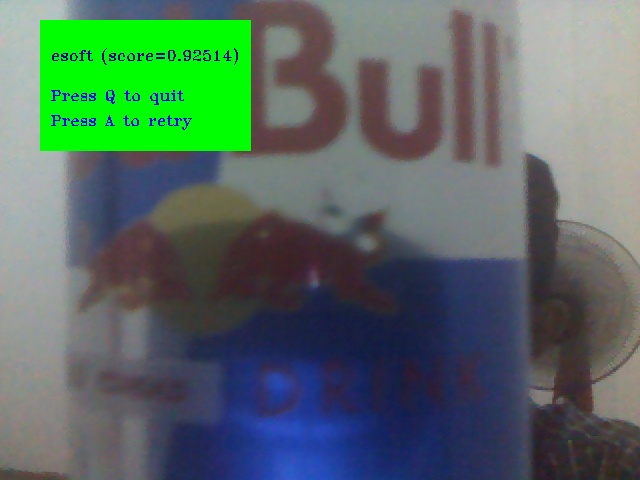 esoft (score=0.92514)
Press Q to quit
Press A to retry
Bull
DRINK